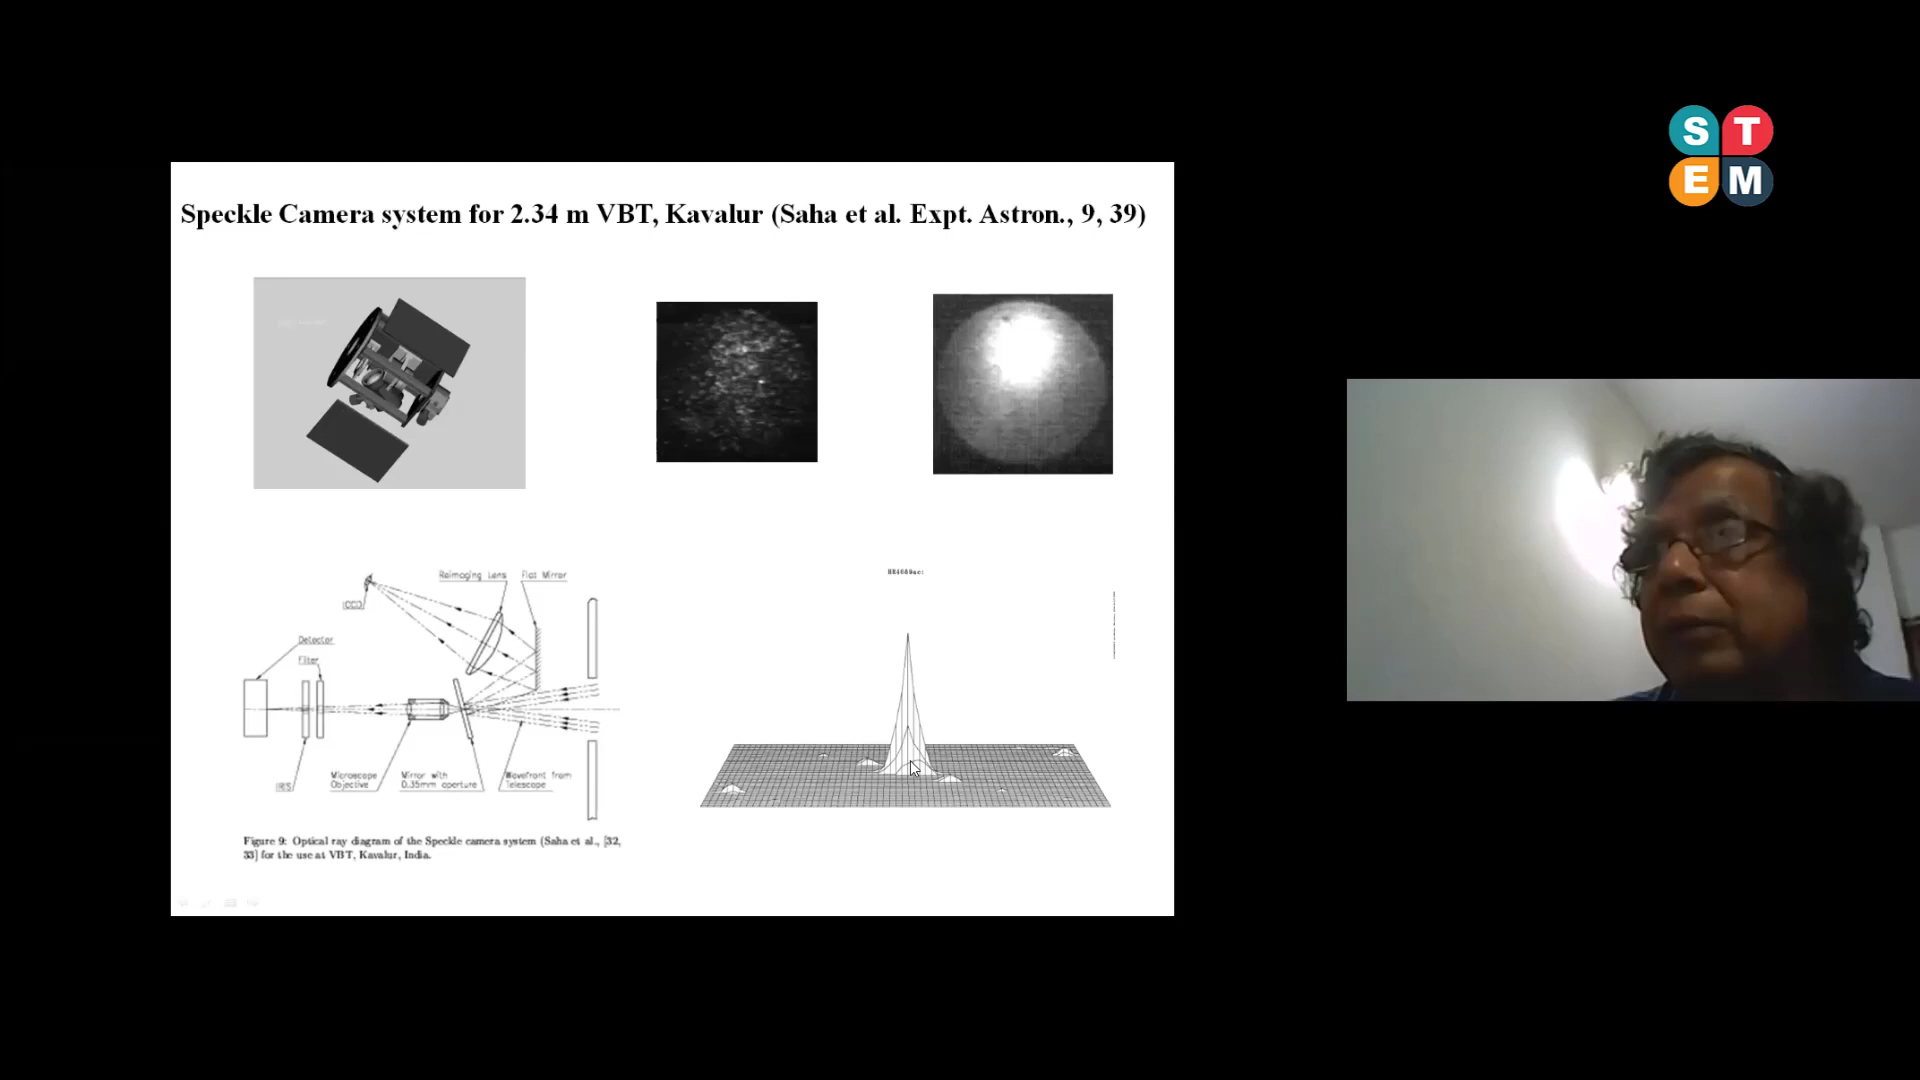 S T
E M
Speckle Camera system for 2.34 m VBT, Kavalur (Saha et al. Expt. Astron., 9, 39)
Reimaging Lens
Flat Mirror
ICCD
Detector
Filter
IRIS
Microscope
Objective
Mirror with
0.35mm aperture
Wavefront from
Telescope
Figure 9: Optical ray diagram of the Speckle camera system (Saha et al., [32,
33] for the use at VBT, Kavalur, India.